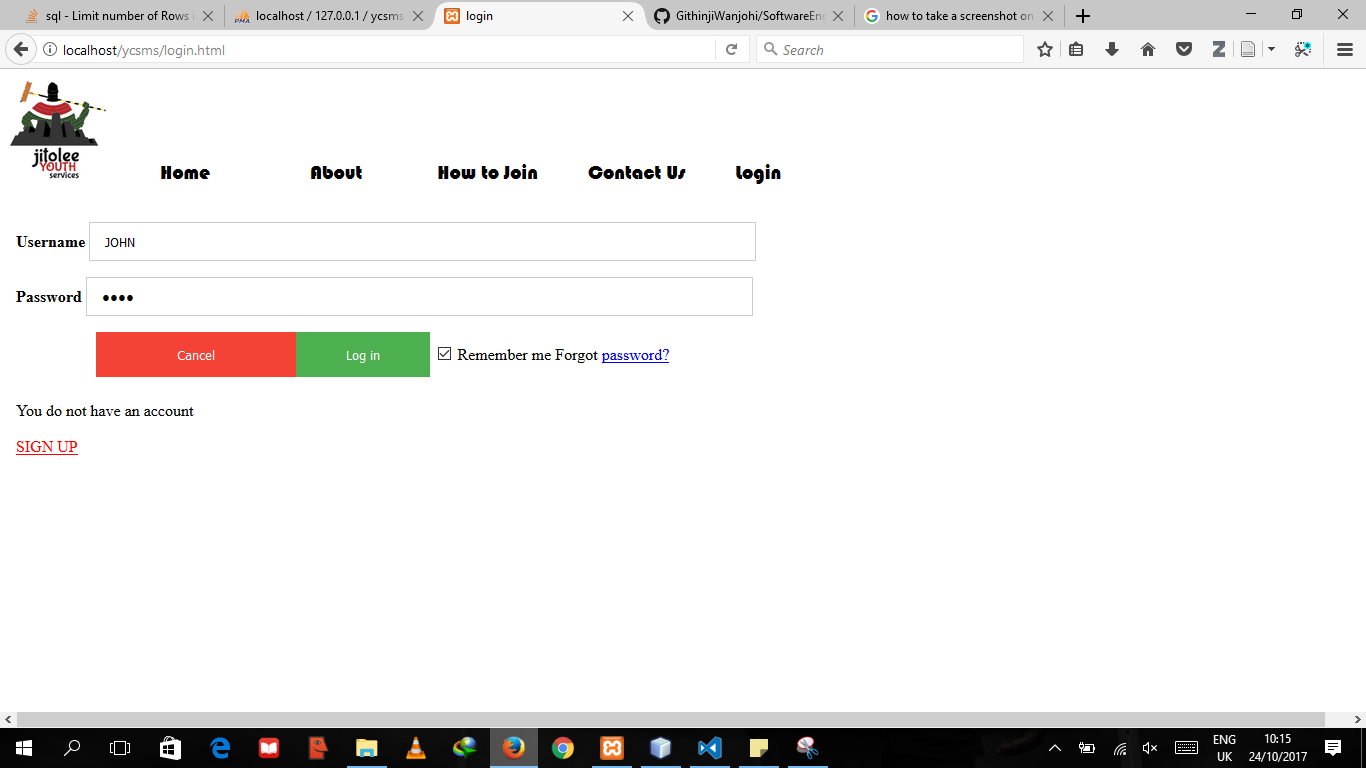 sql - Limit number of Rows i
PMA localhost / 127.0.0.1 / ycsms
login
GithinjiWanjohi/SoftwareEng
how to take a screenshot on
localhost/ycsms/login.html
Search
jitolee
YOUTH
services
Home About How to Join Contact Us Login
Username JOHN
Password ••••
Cancel Log in Remember me Forgot password?
You do not have an account
SIGN UP
ENG 10:15
UK 24/10/2017